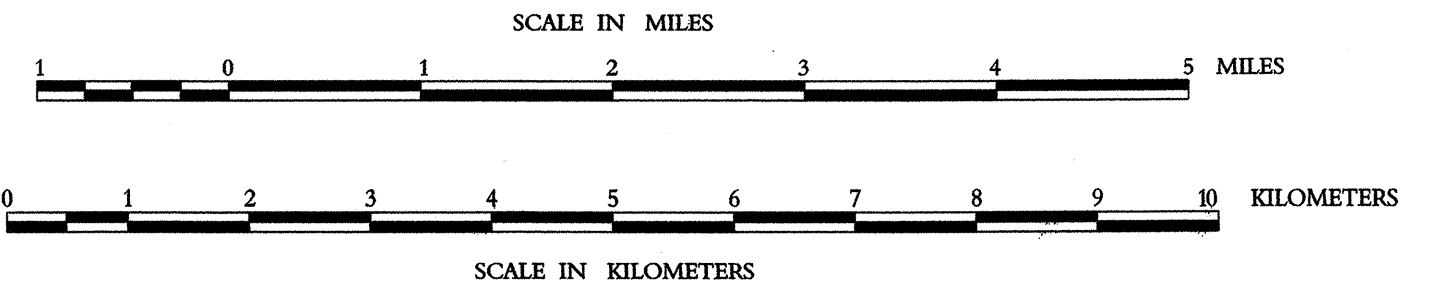 SCALE IN MILES
1 0 1 2 3 4 5 MILES
0 1 2 3 4 5 6 7 8 9 10 KILOMETERS
SCALE IN KILOMETERS